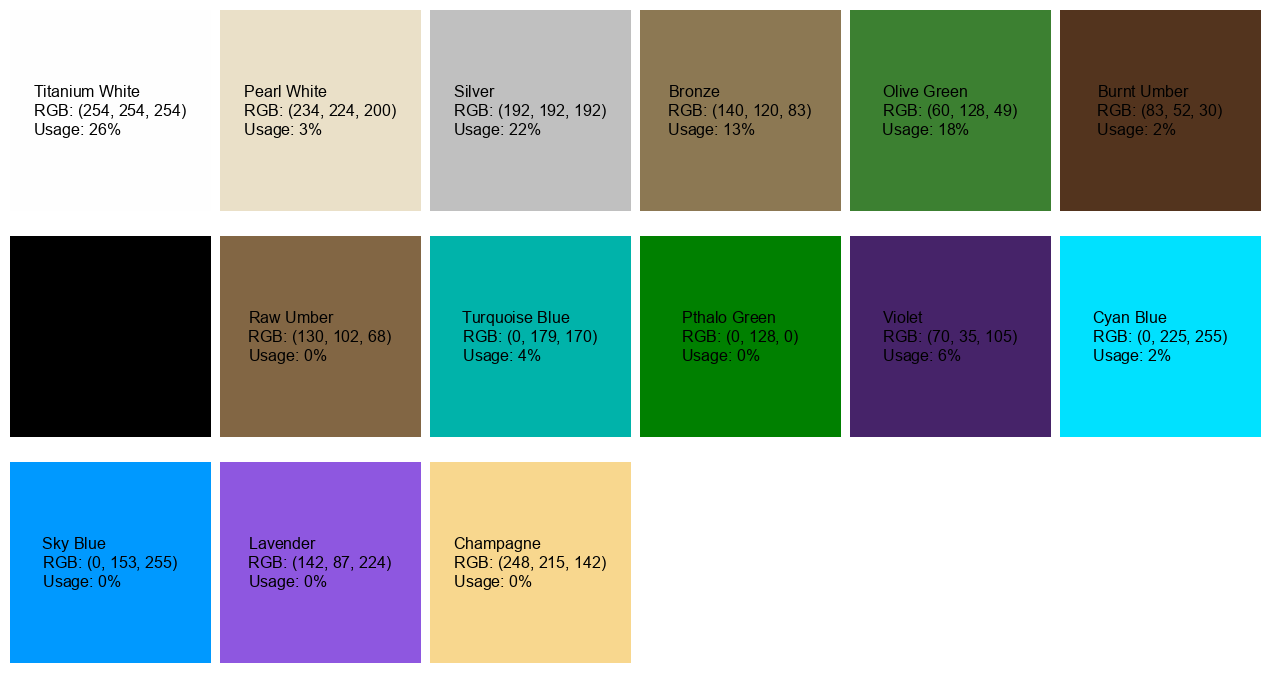 Titanium White
RGB: (254, 254, 254)
Usage: 26%
Pearl White
RGB: (234, 224, 200)
Usage: 3%
Silver
RGB: (192, 192, 192)
Usage: 22%
Bronze
RGB: (140, 120, 83)
Usage: 13%
Olive Green
RGB: (60, 128, 49)
Usage: 18%
Burnt Umber
RGB: (83, 52, 30)
Usage: 2%
Raw Umber
RGB: (130, 102, 68)
Usage: 0%
Turquoise Blue
RGB: (0, 179, 170)
Usage: 4%
Pthalo Green
RGB: (0, 128, 0)
Usage: 0%
Violet
RGB: (70, 35, 105)
Usage: 6%
Cyan Blue
RGB: (0, 225, 255)
Usage: 2%
Sky Blue
RGB: (0, 153, 255)
Usage: 0%
Lavender
RGB: (142, 87, 224)
Usage: 0%
Champagne
RGB: (248, 215, 142)
Usage: 0%